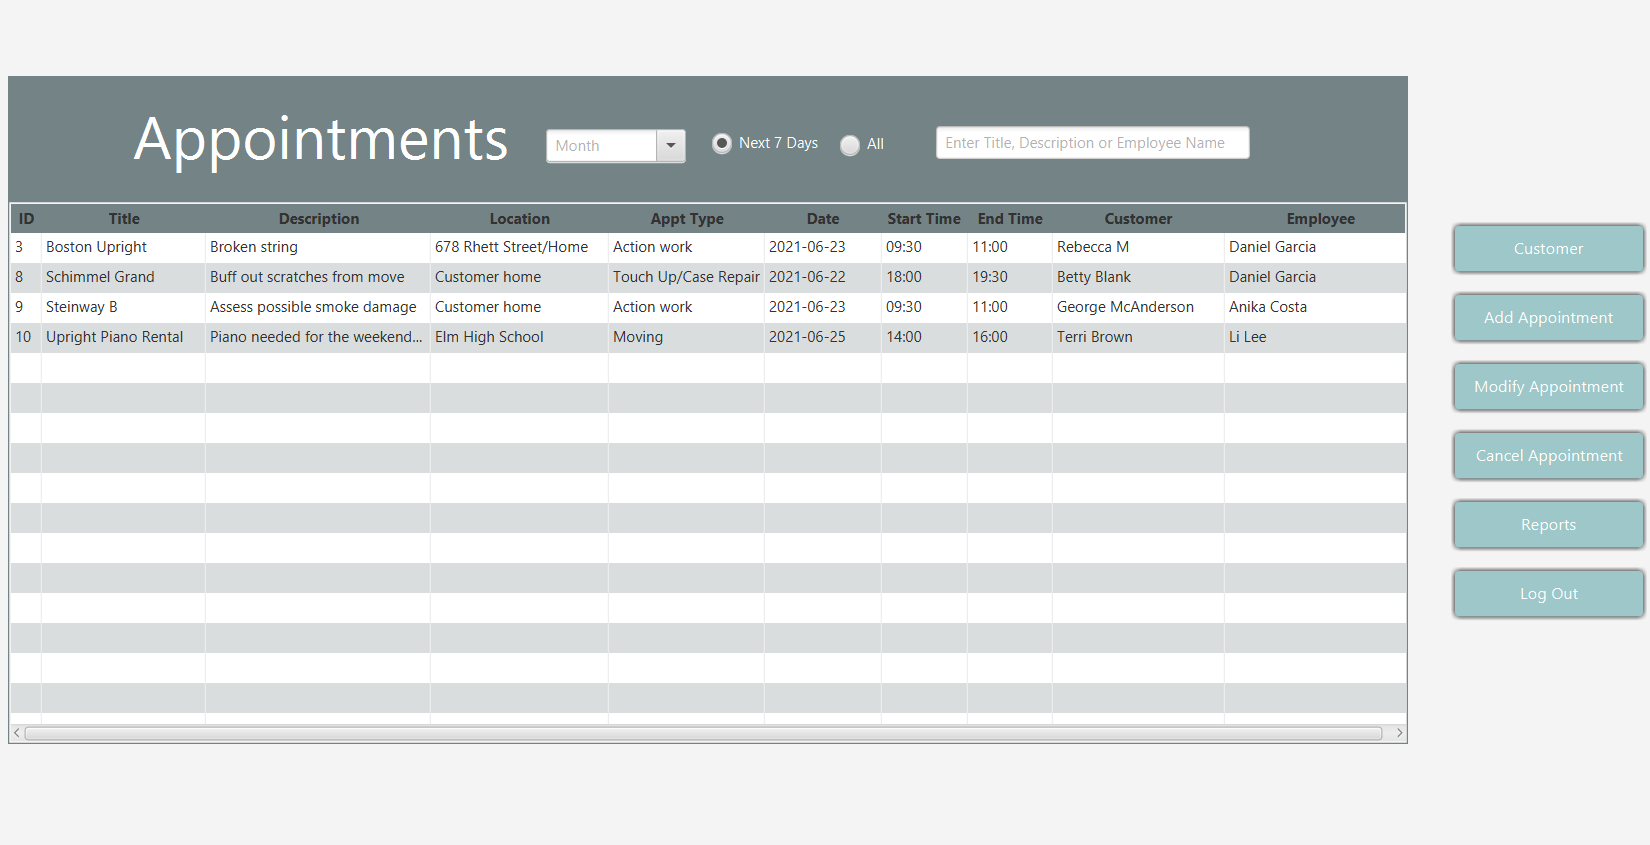 Appointments
Month
Next 7 Days
All
Enter Title, Description or Employee Name
ID Title Description Location Appt Type Date Start Time End Time Customer Employee
3 Boston Upright Broken string 678 Rhett Street/Home Action work 2021-06-23 09:30 11:00 Rebecca M Daniel Garcia
8 Schimmel Grand Buff out scratches from move Customer home Touch Up/Case Repair 2021-06-22 18:00 19:30 Betty Blank Daniel Garcia
9 Steinway B Assess possible smoke damage Customer home Action work 2021-06-23 09:30 11:00 George McAnderson Anika Costa
10 Upright Piano Rental Piano needed for the weekend... Elm High School Moving 2021-06-25 14:00 16:00 Terri Brown Li Lee
Customer
Add Appointment
Modify Appointment
Cancel Appointment
Reports
Log Out